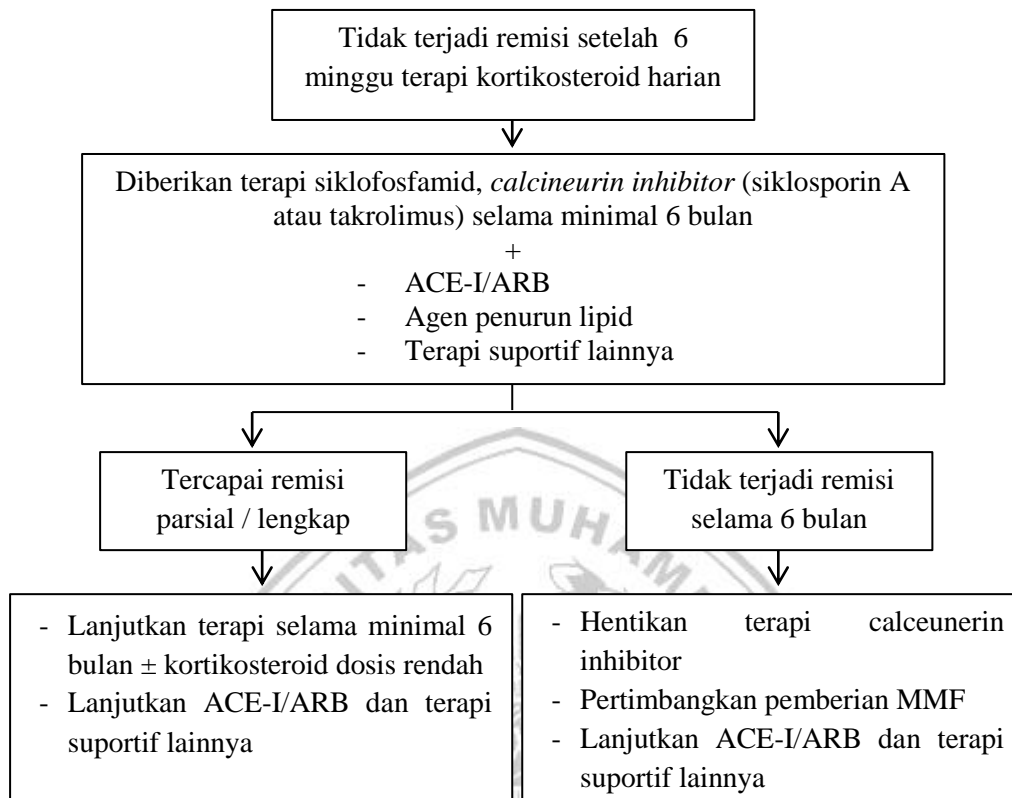 Tidak terjadi remisi setelah 6
minggu terapi kortikosteroid harian
Diberikan terapi siklofosfamid, calcineurin inhibitor (siklosporin A
atau takrolimus) selama minimal 6 bulan
+
- ACE-I/ARB
- Agen penurun lipid
- Terapi suportif lainnya
Tercapai remisi
parsial / lengkap
Tidak terjadi remisi
selama 6 bulan
- Lanjutkan terapi selama minimal 6
bulan ± kortikosteroid dosis rendah
- Lanjutkan ACE-I/ARB dan terapi
suportif lainnya
- Hentikan terapi calceunerin
inhibitor
- Pertimbangkan pemberian MMF
- Lanjutkan ACE-I/ARB dan terapi
suportif lainnya